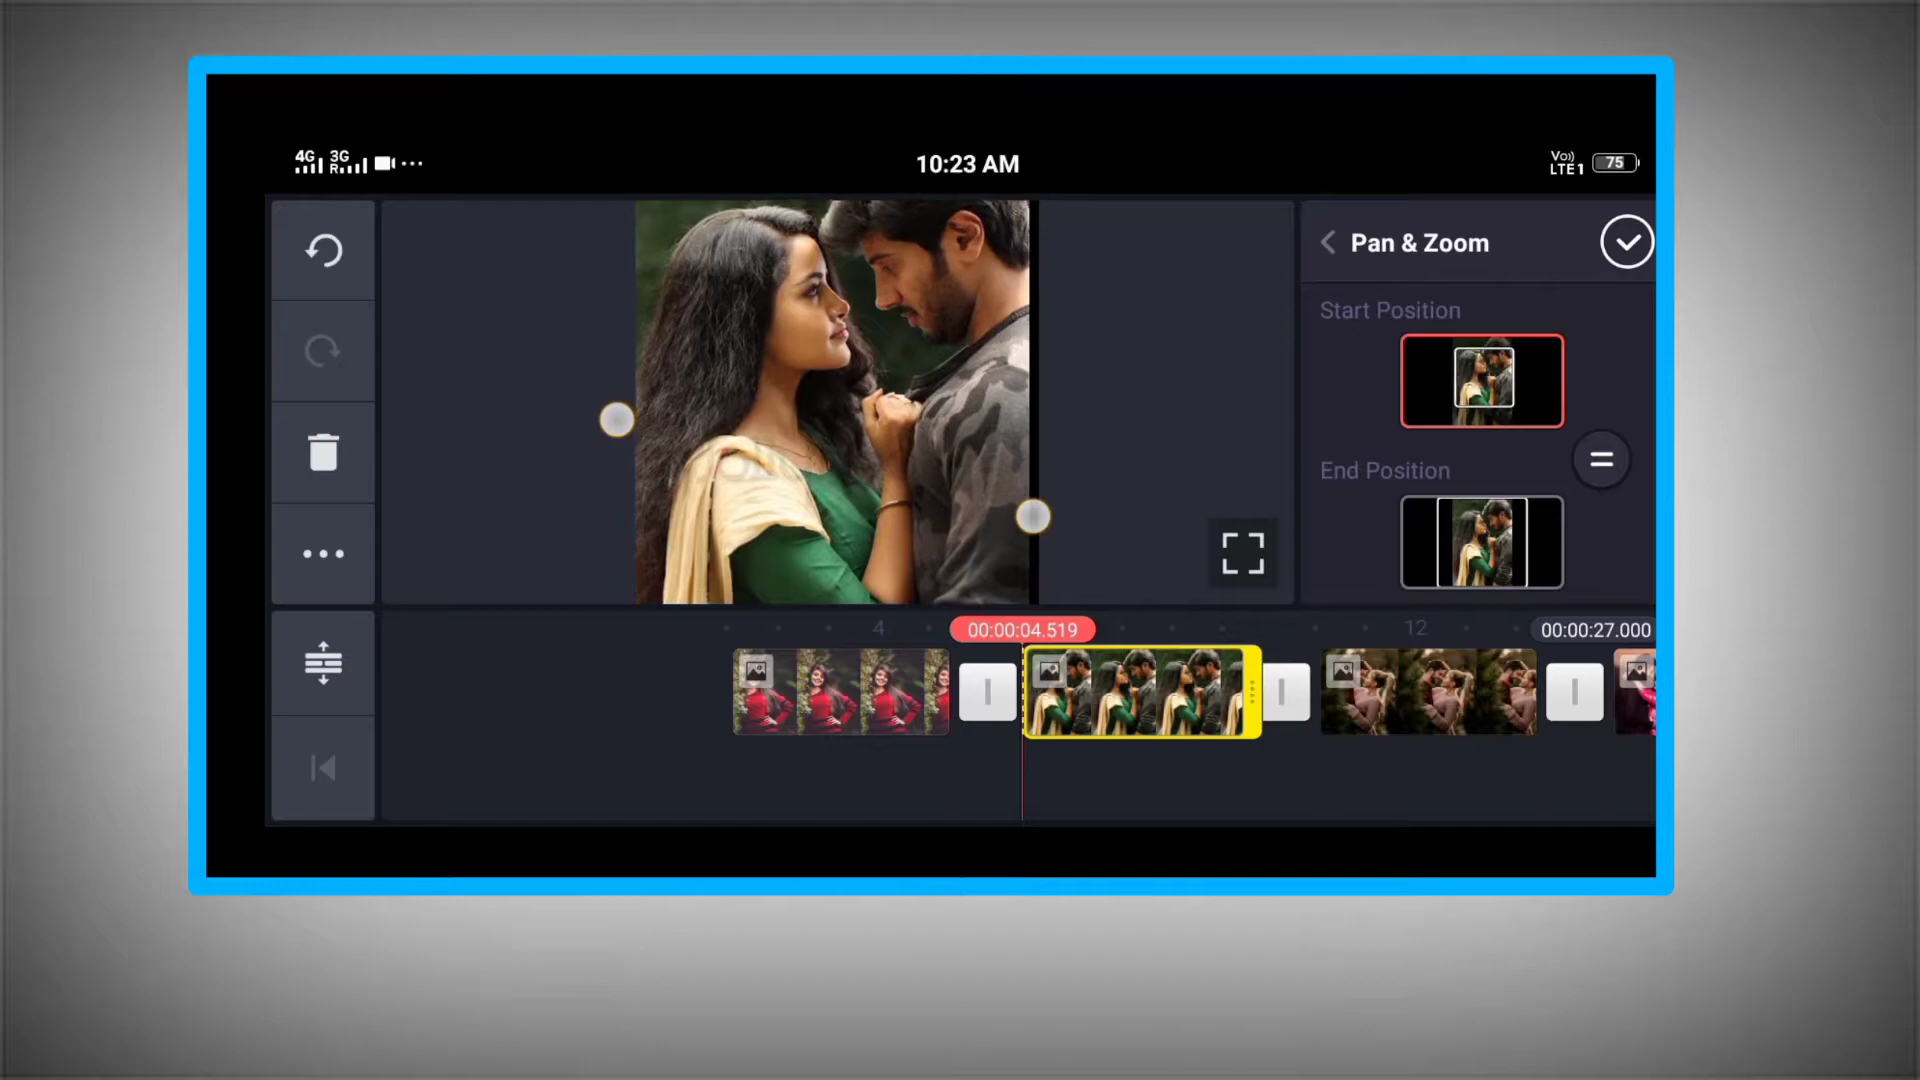 4G 3G
R
10:23 AM
Vo))
LTE1
75
Pan & Zoom
Start Position
End Position
4
00:00:04.519
12
00:00:27.000